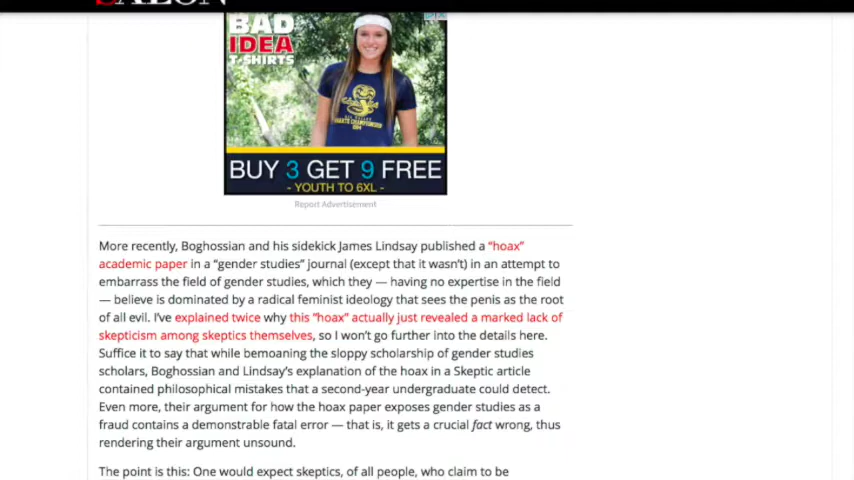 SALON
BAD
IDEA
T-SHIRTS
BUY 3 GET 9 FREE
- YOUTH TO 6XL -
Report Advertisement
More recently, Boghossian and his sidekick James Lindsay published a “hoax”
academic paper in a “gender studies” journal (except that it wasn’t) in an attempt to
embarrass the field of gender studies, which they — having no expertise in the field
— believe is dominated by a radical feminist ideology that sees the penis as the root
of all evil. I’ve explained twice why this “hoax” actually just revealed a marked lack of
skepticism among skeptics themselves, so I won’t go further into the details here.
Suffice it to say that while bemoaning the sloppy scholarship of gender studies
scholars, Boghossian and Lindsay’s explanation of the hoax in a Skeptic article
contained philosophical mistakes that a second-year undergraduate could detect.
Even more, their argument for how the hoax paper exposes gender studies as a
fraud contains a demonstrable fatal error — that is, it gets a crucial fact wrong, thus
rendering their argument unsound.
The point is this: One would expect skeptics, of all people, who claim to be